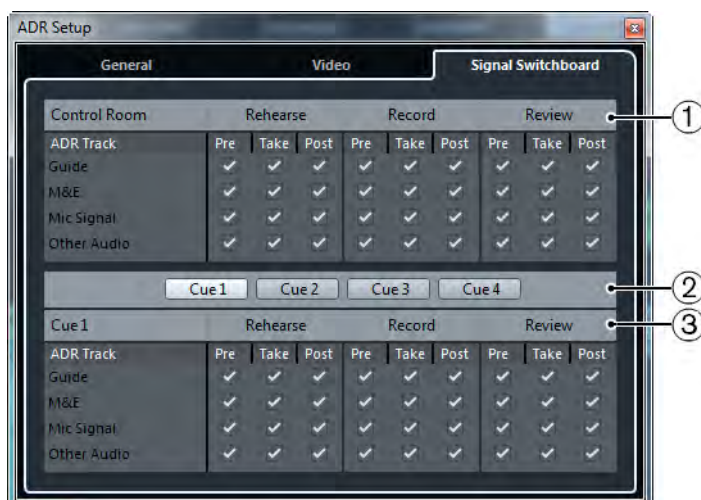 ADR Setup
General Video Signal Switchboard
Control Room Rehearse Record Review 1
ADR Track Pre Take Post Pre Take Post Pre Take Post
Guide
M&E
Mic Signal
Other Audio
Cue 1 Cue 2 Cue 3 Cue 4 2
Cue 1 Rehearse Record Review 3
ADR Track Pre Take Post Pre Take Post Pre Take Post
Guide
M&E
Mic Signal
Other Audio